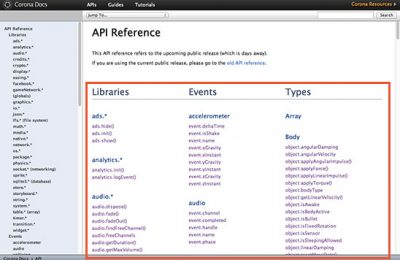 Corona Docs
APIs
Guides
Tutorials
Corona Resources
Jump To...
API Reference
Libraries
ads.*
analytics.*
audio.*
credits.*
crypto.*
display.*
easing.*
facebook.*
gameNetwork.*
(globals)
graphics.*
io.*
json.*
lfs. (file system)
math.*
media.*
native.*
network.*
os.*
package.*
physics.*
socket.*
sprite.*
sqlite3.* (database)
store.*
storyboard.*
string.*
system.*
table.* (array)
timer.*
transition.*
widget.*
Events
accelerometer
audio
API Reference
This API reference refers to the upcoming public release (which is days away).
If you are using the current public release, please go to the old API reference.
Libraries
ads.*
ads.hide()
ads.init()
ads.show()
analytics.*
analytics.init()
analytics.logEvent()
audio.*
audio.dispose()
audio.fade()
audio.fadeOut()
audio.findFreeChannel()
audio.freeChannels
audio.getDuration()
audio.getMaxVolume()
Events
accelerometer
event.deltaTime
event.isShake
event.name
event.xGravity
event.xInstant
event.yGravity
event.yInstant
event.zGravity
event.zInstant
audio
event.channel
event.completed
event.handle
event.name
event.phase
Types
Array
Body
object.angularDamping
object.angularVelocity
object.applyAngularImpulse()
object.applyForce()
object.applyLinearImpulse()
object.applyTorque()
object.bodyType
object.getLinearVelocity()
object.isAwake
object.isBodyActive
object.isBullet
object.isFixedRotation
object.isSensor
object.isSleepingAllowed
object.linearDamping